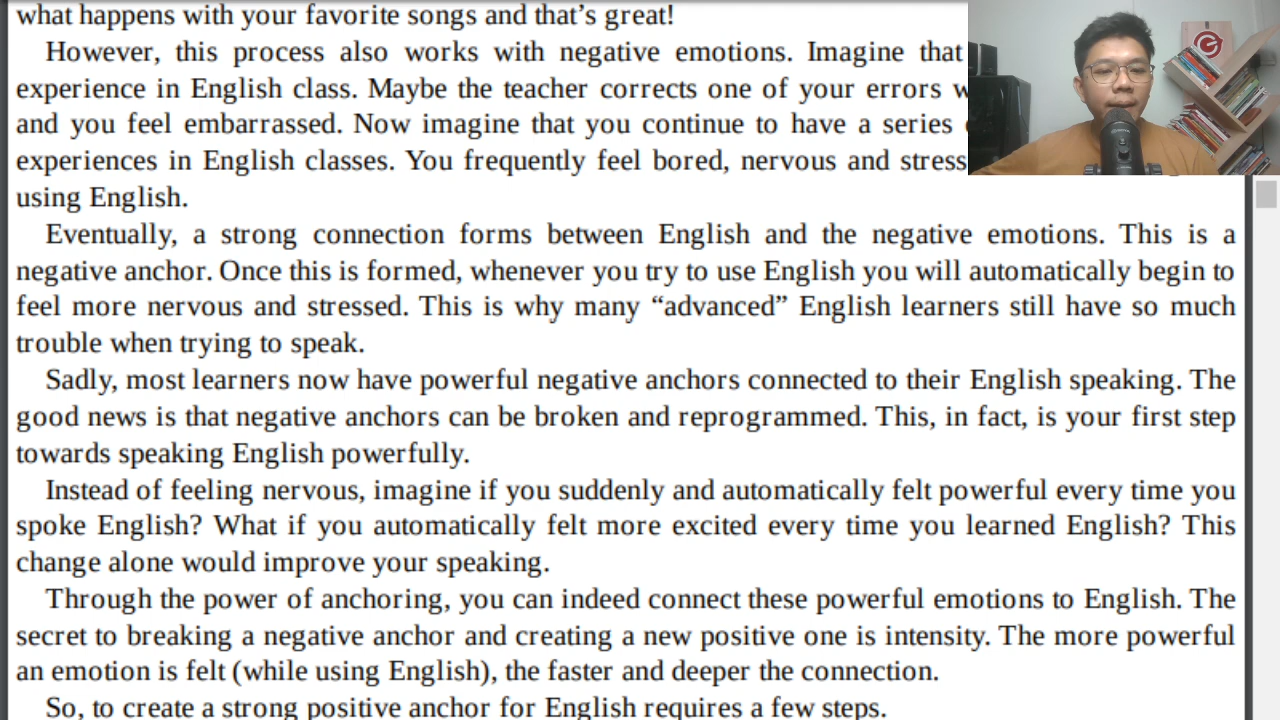 what happens with your favorite songs and that’s great!
However, this process also works with negative emotions. Imagine that
experience in English class. Maybe the teacher corrects one of your errors
and you feel embarrassed. Now imagine that you continue to have a series
experiences in English classes. You frequently feel bored, nervous and
using English.
Eventually, a strong connection forms between English and the negative emotions. This is a
negative anchor. Once this is formed, whenever you try to use English you will automatically begin to
feel more nervous and stressed. This is why many “advanced” English learners still have so much
trouble when trying to speak.
Sadly, most learners now have powerful negative anchors connected to their English speaking. The
good news is that negative anchors can be broken and reprogrammed. This, in fact, is your first step
towards speaking English powerfully.
Instead of feeling nervous, imagine if you suddenly and automatically felt powerful every time you
spoke English? What if you automatically felt more excited every time you learned English? This
change alone would improve your speaking.
Through the power of anchoring, you can indeed connect these powerful emotions to English. The
secret to breaking a negative anchor and creating a new positive one is intensity. The more powerful
an emotion is felt (while using English), the faster and deeper the connection.
So, to create a strong positive anchor for English requires a few steps.